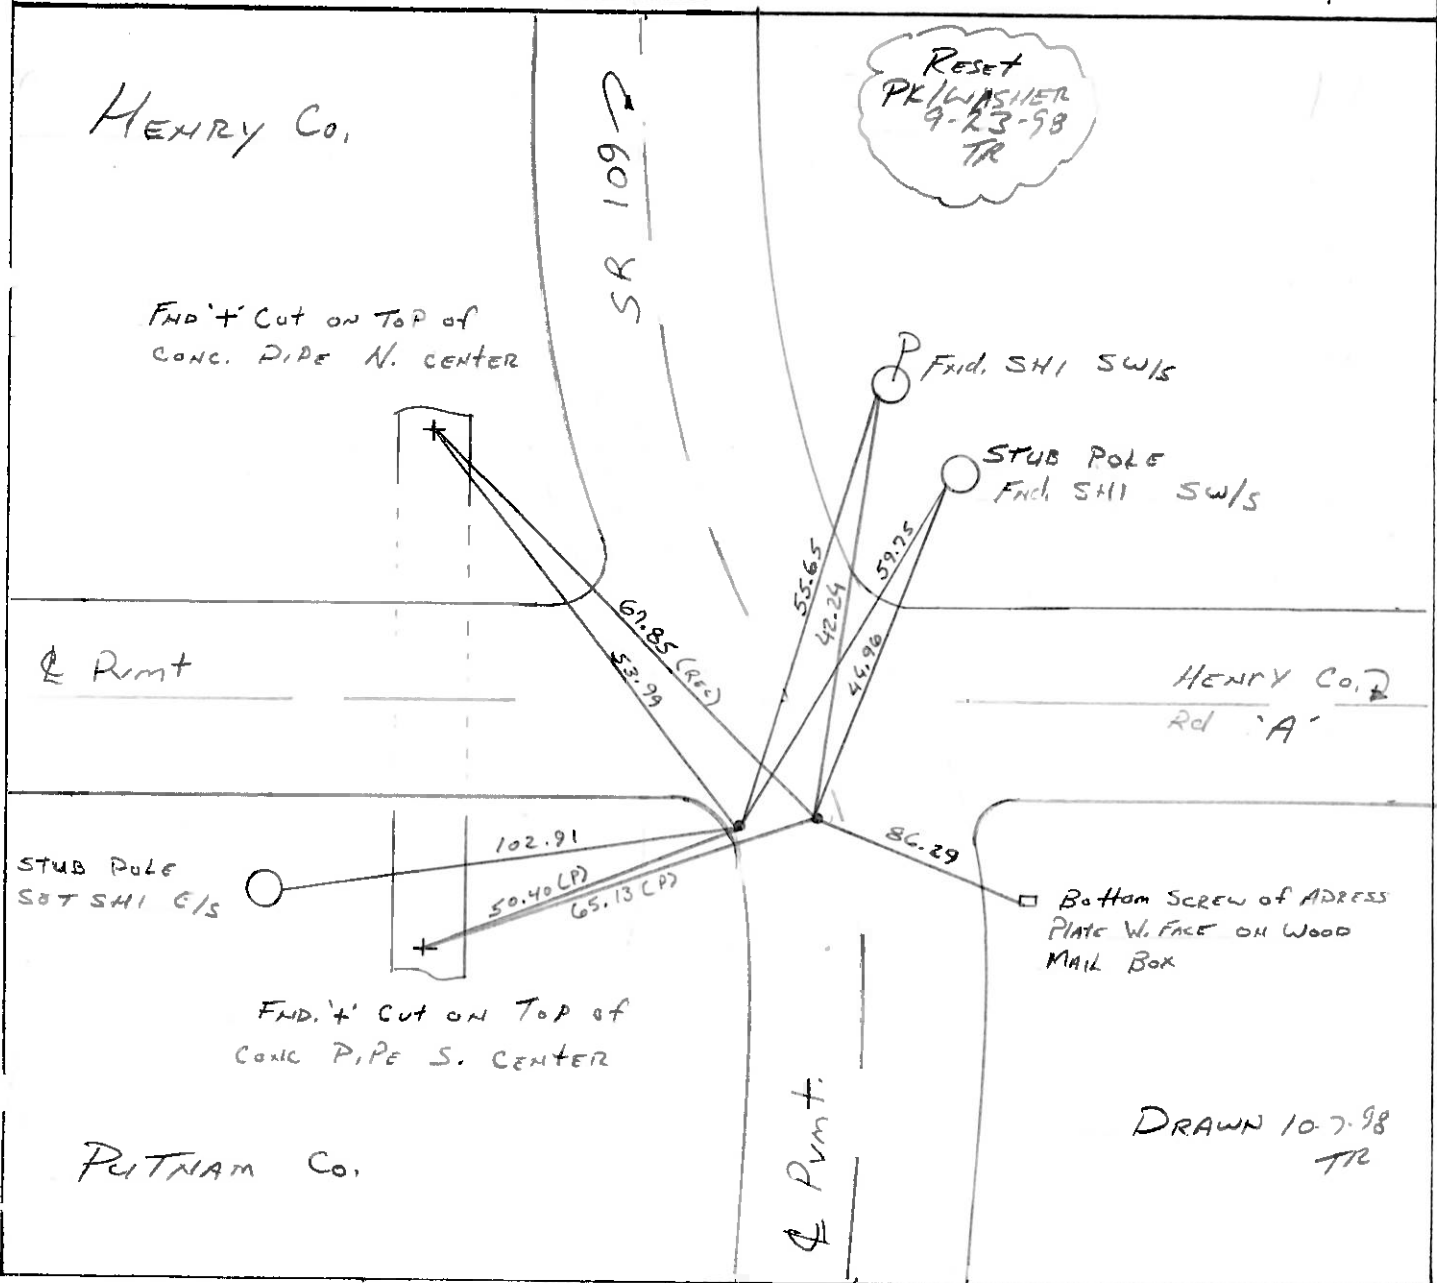 HENRY Co.
SR 109
RESET
PK/WASHER
9-23-98
TR
FND '+' Cut ON TOP of
CONC. PIPE N. CENTER
P
Fnd. SHI SW/S
STUB POLE
Fnd. SHI SW/S
55.65
42.24
59.75
44.96
67.85 (REC)
53.99
℄ Pvmt
HENRY Co.
Rd 'A'
102.91
50.40 (P)
65.13 (P)
86.29
STUB POLE
SET SHI E/S
Bottom SCREW of ADRESS
PLATE W. FACE ON WOOD
MAIL BOX
FND. '+' Cut ON TOP of
CONC PIPE S. CENTER
℄ Pvmt.
PUTNAM Co.
DRAWN 10-7-98
TR